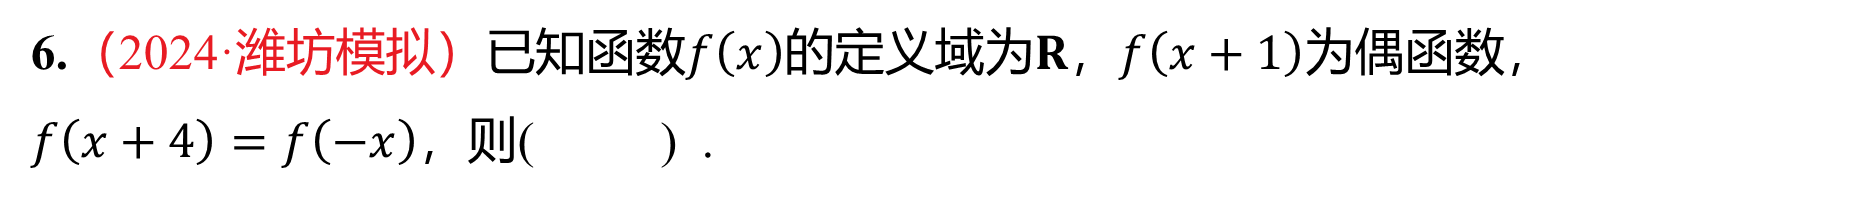 6.（2024·潍坊模拟）已知函数f(x)的定义域为R，f(x + 1)为偶函数，
f(x + 4) = f(−x)，则(　　).